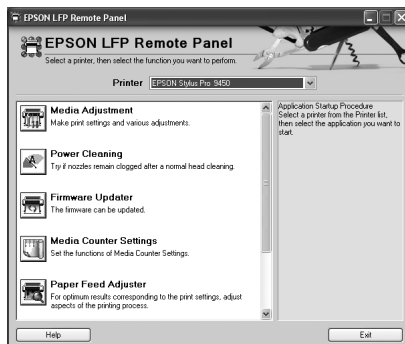 EPSON LFP Remote Panel
EPSON LFP Remote Panel
Select a printer, then select the function you want to perform.
Printer EPSON Stylus Pro 9450
Media Adjustment
Make print settings and various adjustments.
Power Cleaning
Try if nozzles remain clogged after a normal head cleaning.
Firmware Updater
The firmware can be updated.
Media Counter Settings
Set the functions of Media Counter Settings.
Paper Feed Adjuster
For optimum results corresponding to the print settings, adjust
aspects of the printing process.
Application Startup Procedure
Select a printer from the Printer list,
then select the application you want to
start.
Help
Exit